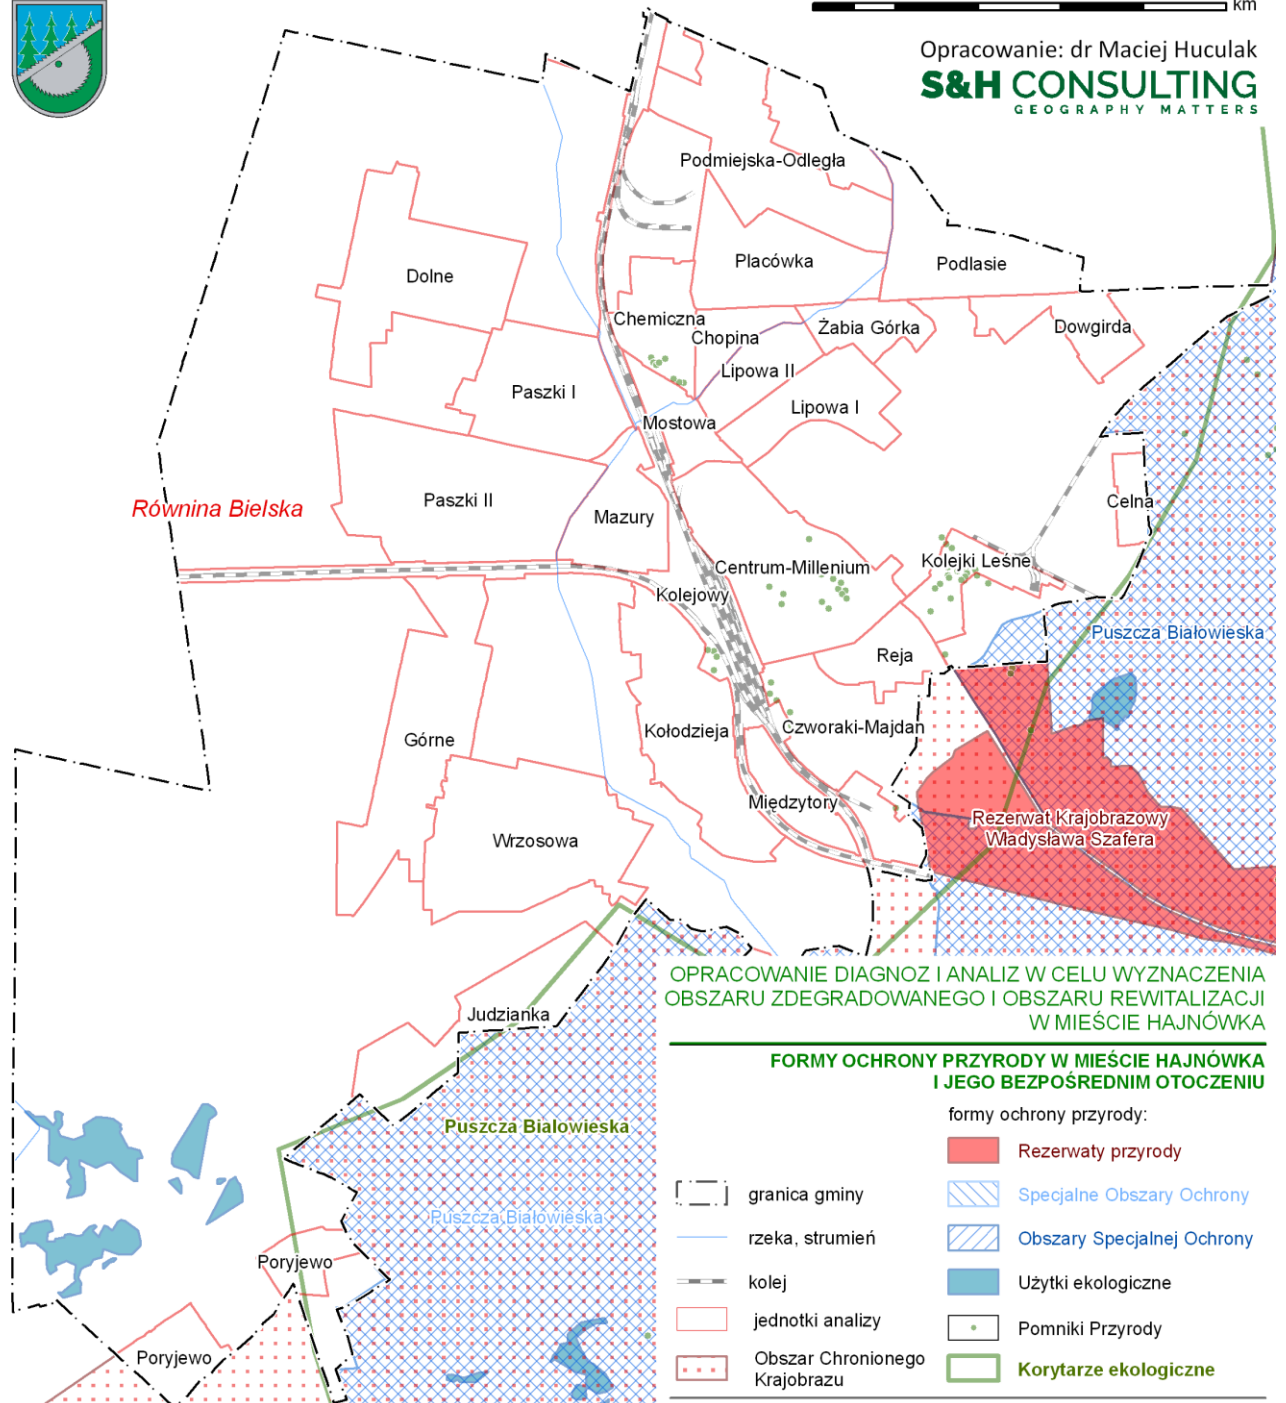 km
Opracowanie: dr Maciej Huculak
S&H CONSULTING
GEOGRAPHY MATTERS
Podmiejska-Odległa
Dolne
Placówka
Podlasie
Chemiczna
Chopina
Żabia Górka
Dowgirda
Lipowa II
Paszki I
Lipowa I
Mostowa
Paszki II
Równina Bielska
Mazury
Celna
Centrum-Millenium
Kolejki Leśne
Kolejowy
Puszcza Białowieska
Reja
Kołodzieja
Czworaki-Majdan
Górne
Międzytory
Rezerwat Krajobrazowy
Władysława Szafera
Wrzosowa
Judzianka
Puszcza Bialowieska
Puszcza Białowieska
Poryjewo
Poryjewo
OPRACOWANIE DIAGNOZ I ANALIZ W CELU WYZNACZENIA
OBSZARU ZDEGRADOWANEGO I OBSZARU REWITALIZACJI
W MIEŚCIE HAJNÓWKA
FORMY OCHRONY PRZYRODY W MIEŚCIE HAJNÓWKA
I JEGO BEZPOŚREDNIM OTOCZENIU
formy ochrony przyrody:
Rezerwaty przyrody
granica gminy
Specjalne Obszary Ochrony
rzeka, strumień
Obszary Specjalnej Ochrony
kolej
Użytki ekologiczne
jednotki analizy
Pomniki Przyrody
Obszar Chronionego
Krajobrazu
Korytarze ekologiczne